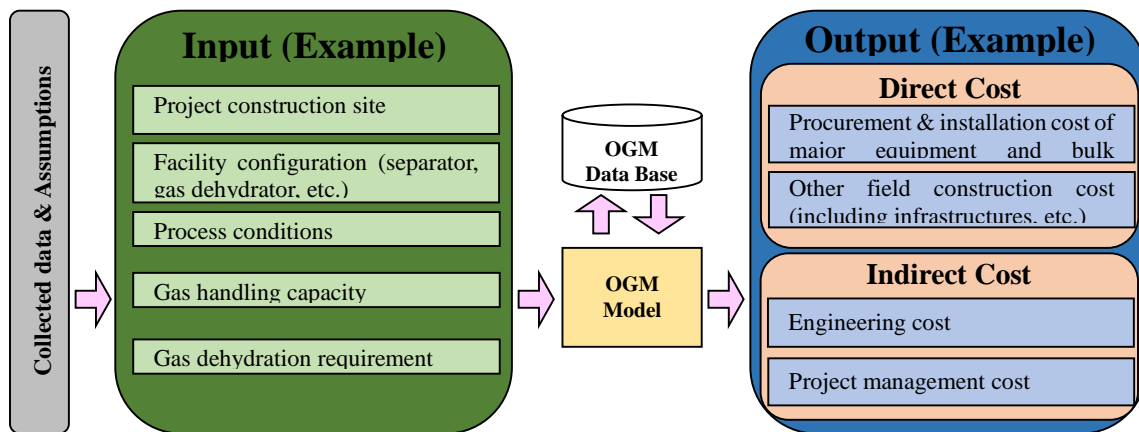 Collected data & Assumptions
Input (Example)
Project construction site
Facility configuration (separator,
gas dehydrator, etc.)
Process conditions
Gas handling capacity
Gas dehydration requirement
OGM
Data Base
OGM
Model
Output (Example)
Direct Cost
Procurement & installation cost of
major equipment and bulk
Other field construction cost
(including infrastructures, etc.)
Indirect Cost
Engineering cost
Project management cost